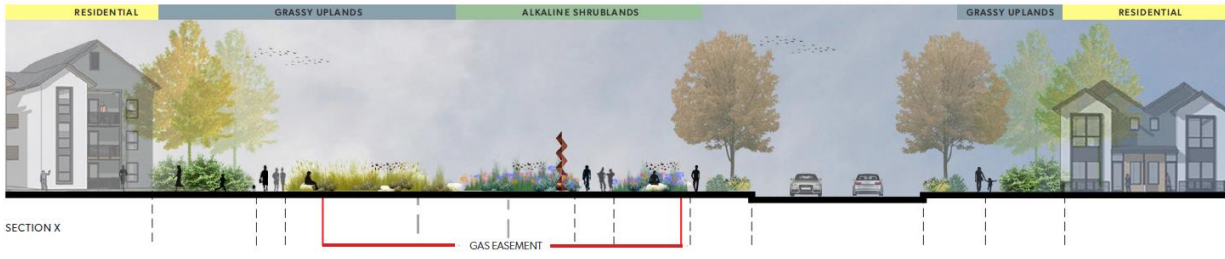 RESIDENTIAL
GRASSY UPLANDS
ALKALINE SHRUBLANDS
GRASSY UPLANDS
RESIDENTIAL
SECTION X
GAS EASEMENT